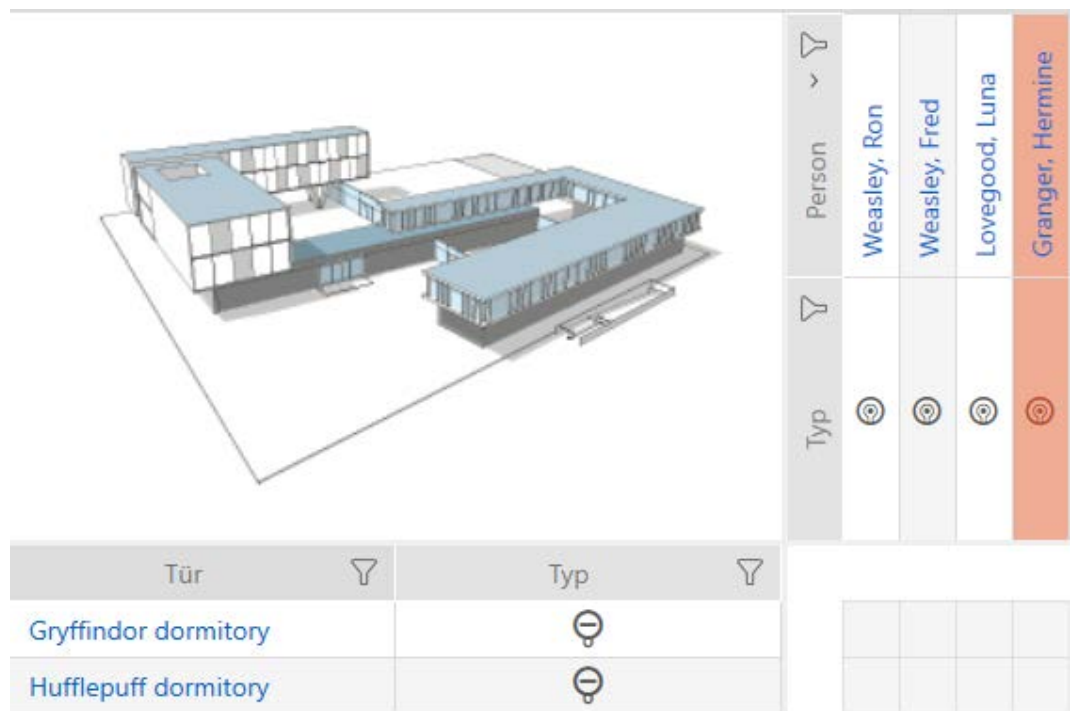 Person
Weasley, Ron
Weasley, Fred
Lovegood, Luna
Granger, Hermine
Typ
Tür
Typ
Gryffindor dormitory
Hufflepuff dormitory